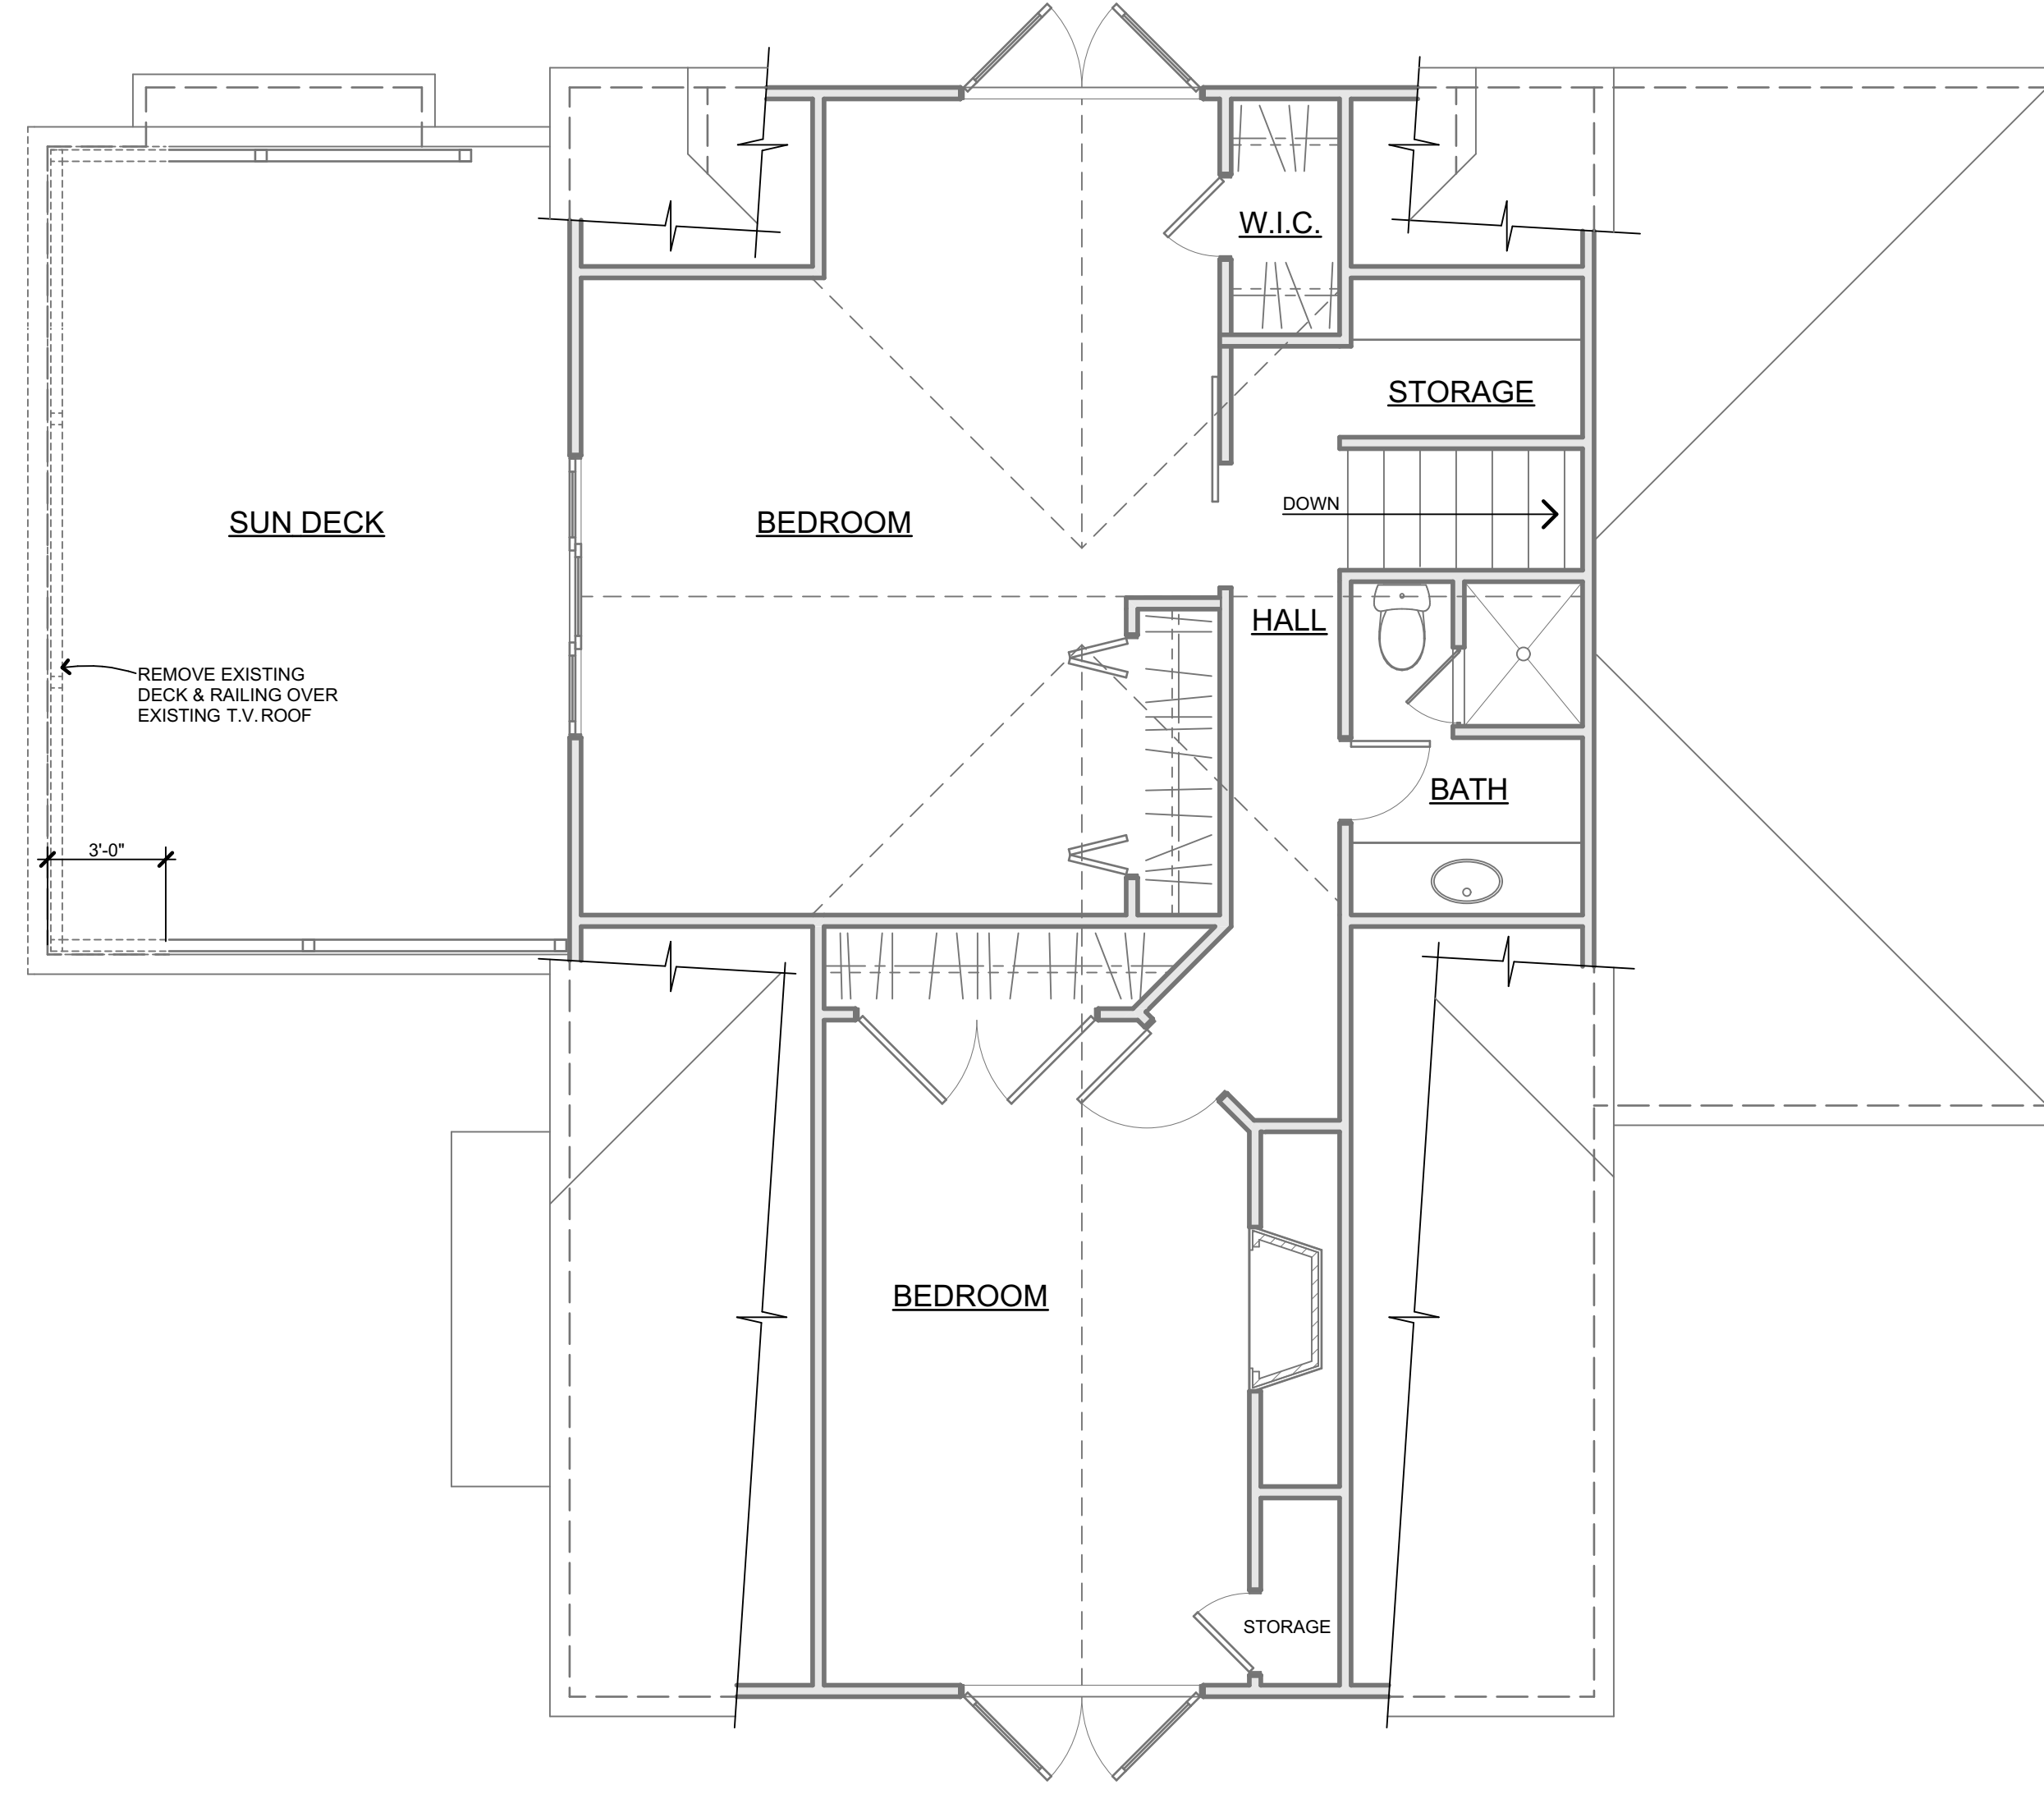 W.I.C.
STORAGE
DOWN
SUN DECK
BEDROOM
HALL
REMOVE EXISTING
DECK & RAILING OVER
EXISTING T.V. ROOF
BATH
3'-0"
BEDROOM
STORAGE